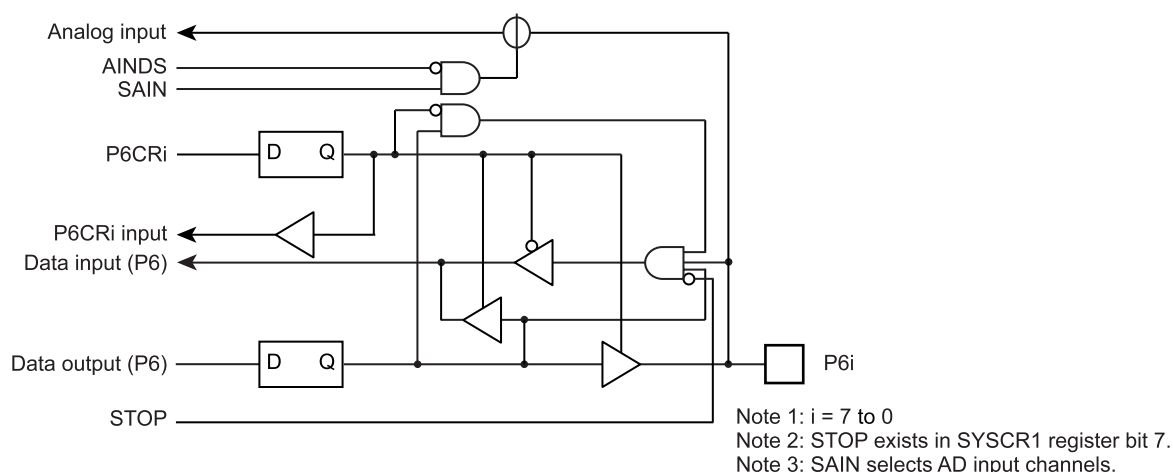 Analog input
AINDS
SAIN
P6CRi
D Q
P6CRi input
Data input (P6)
Data output (P6)
D Q
P6i
STOP
Note 1: i = 7 to 0
Note 2: STOP exists in SYSCR1 register bit 7.
Note 3: SAIN selects AD input channels.